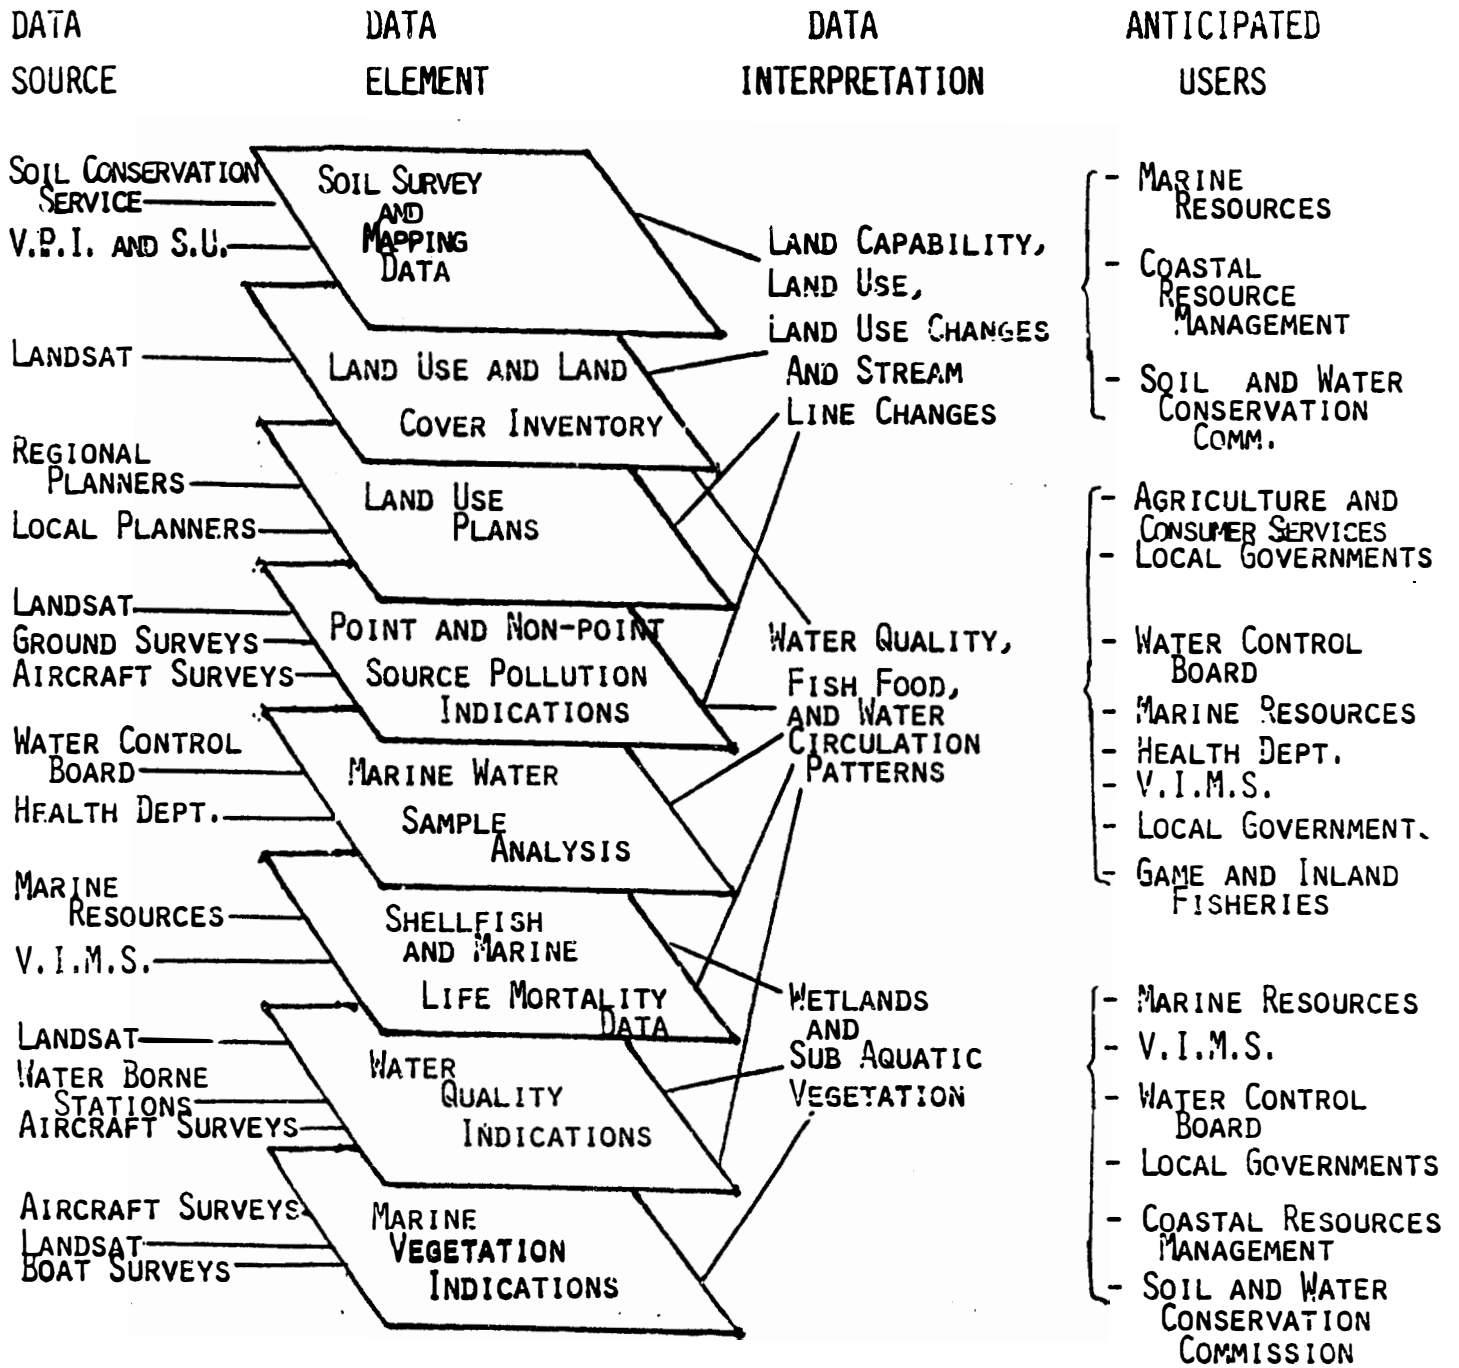 DATA SOURCE
DATA ELEMENT
DATA INTERPRETATION
ANTICIPATED USERS
SOIL CONSERVATION
SERVICE
V.P.I. AND S.U.
LANDSAT
REGIONAL
PLANNERS
LOCAL PLANNERS
LANDSAT
GROUND SURVEYS
AIRCRAFT SURVEYS
WATER CONTROL
BOARD
HEALTH DEPT.
MARINE
RESOURCES
V.I.M.S.
LANDSAT
WATER BORNE
STATIONS
AIRCRAFT SURVEYS
AIRCRAFT SURVEYS
LANDSAT
BOAT SURVEYS
SOIL SURVEY
AND
MAPPING
DATA
LAND USE AND LAND
COVER INVENTORY
LAND USE
PLANS
POINT AND NON-POINT
SOURCE POLLUTION
INDICATIONS
MARINE WATER
SAMPLE
ANALYSIS
SHELLFISH
AND MARINE
LIFE MORTALITY
DATA
WATER
QUALITY
INDICATIONS
MARINE
VEGETATION
INDICATIONS
LAND CAPABILITY,
LAND USE,
LAND USE CHANGES
AND STREAM
LINE CHANGES
WATER QUALITY,
FISH FOOD,
AND WATER
CIRCULATION
PATTERNS
WETLANDS
AND
SUB AQUATIC
VEGETATION
- MARINE
RESOURCES
- COASTAL
RESOURCE
MANAGEMENT
- SOIL AND WATER
CONSERVATION
COMM.
- AGRICULTURE AND
CONSUMER SERVICES
- LOCAL GOVERNMENTS
- WATER CONTROL
BOARD
- MARINE RESOURCES
- HEALTH DEPT.
- V.I.M.S.
- LOCAL GOVERNMENT.
- GAME AND INLAND
FISHERIES
- MARINE RESOURCES
- V.I.M.S.
- WATER CONTROL
BOARD
- LOCAL GOVERNMENTS
- COASTAL RESOURCES
MANAGEMENT
- SOIL AND WATER
CONSERVATION
COMMISSION